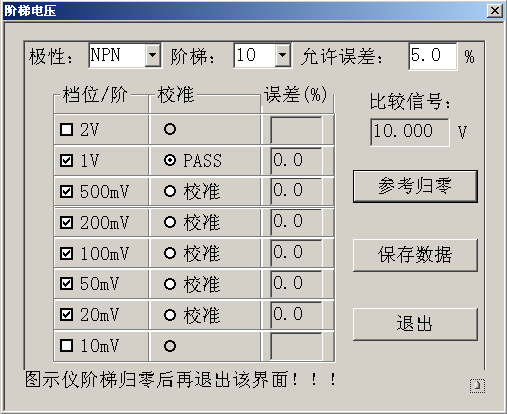 阶梯电压
极性: NPN 阶梯: 10 允许误差: 5.0 %
档位/阶 校准 误差(%)
比较信号:
2V
10.000 V
1V PASS 0.0
500mV 校准 0.0
参考归零
200mV 校准 0.0
100mV 校准 0.0
保存数据
50mV 校准 0.0
20mV 校准 0.0
退出
10mV
图示仪阶梯归零后再退出该界面!!!